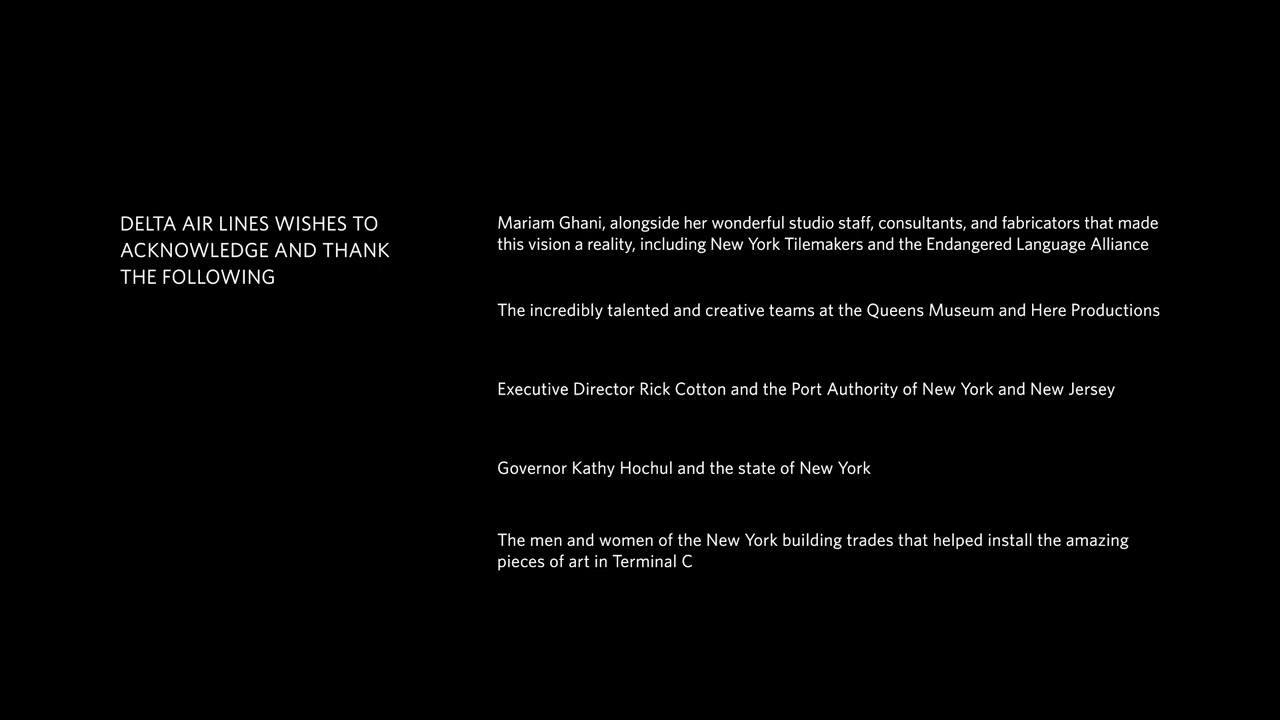 DELTA AIR LINES WISHES TO
ACKNOWLEDGE AND THANK
THE FOLLOWING
Mariam Ghani, alongside her wonderful studio staff, consultants, and fabricators that made
this vision a reality, including New York Tilemakers and the Endangered Language Alliance
The incredibly talented and creative teams at the Queens Museum and Here Productions
Executive Director Rick Cotton and the Port Authority of New York and New Jersey
Governor Kathy Hochul and the state of New York
The men and women of the New York building trades that helped install the amazing
pieces of art in Terminal C